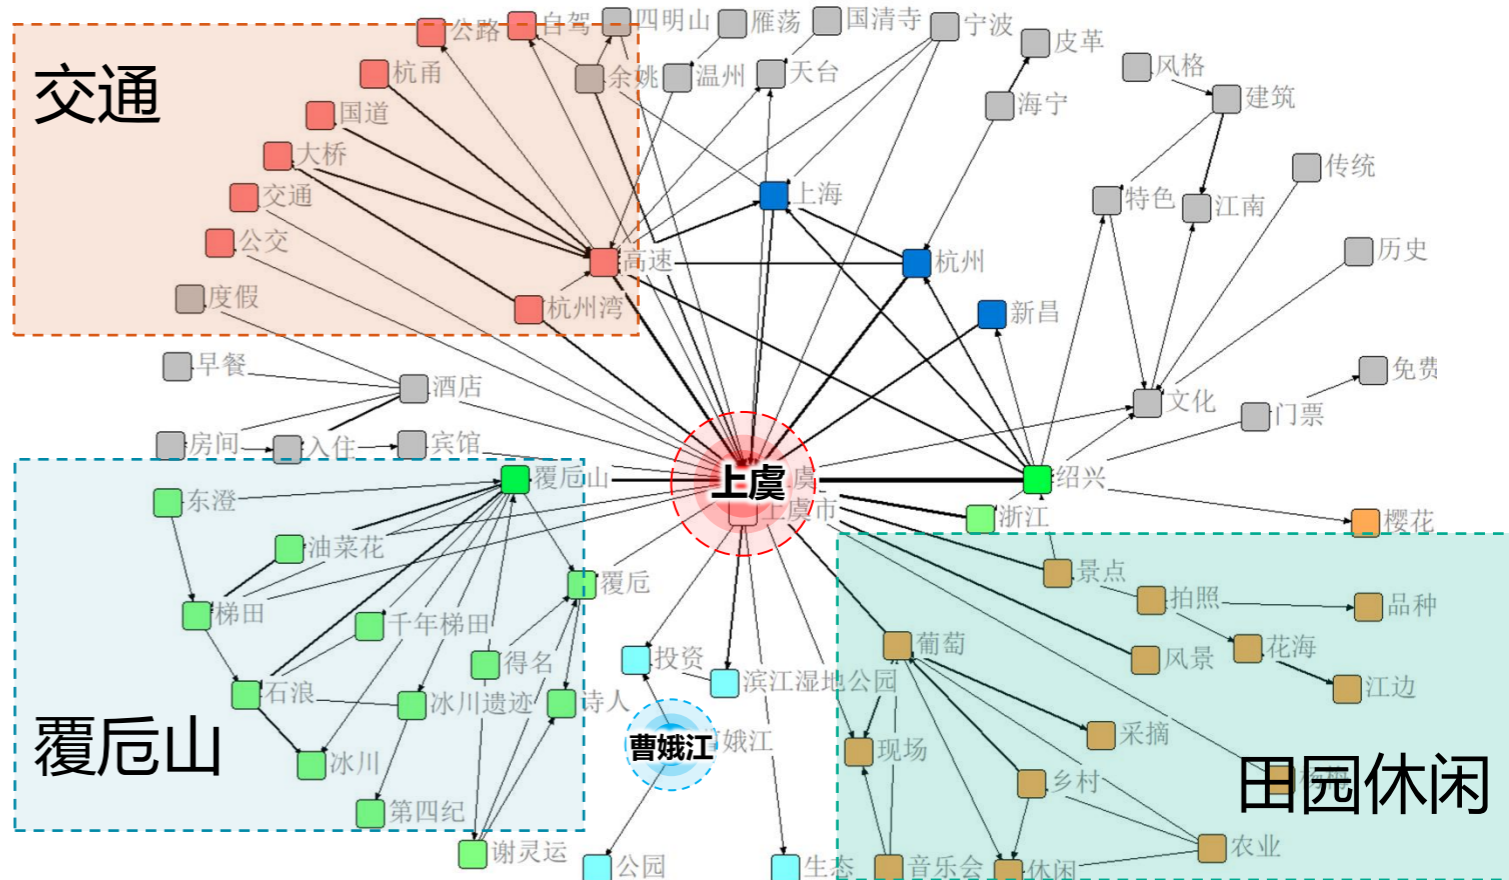 公路
自驾
四明山
雁荡
国清寺
宁波
皮革
交通
杭甬
余姚
温州
天台
海宁
风格
建筑
国道
大桥
传统
交通
上海
特色
江南
公交
高速
杭州
历史
度假
杭州湾
新昌
早餐
酒店
文化
免费
门票
房间
入住
宾馆
覆卮山
上虞
虞
绍兴
东澄
上虞市
浙江
樱花
油菜花
景点
覆卮
拍照
品种
梯田
千年梯田
葡萄
花海
得名
投资
风景
石浪
滨江湿地公园
江边
冰川遗迹
诗人
覆卮山
曹娥江
娥江
现场
采摘
冰川
乡村
田园休闲
杨梅
第四纪
谢灵运
公园
生态
音乐会
休闲
农业